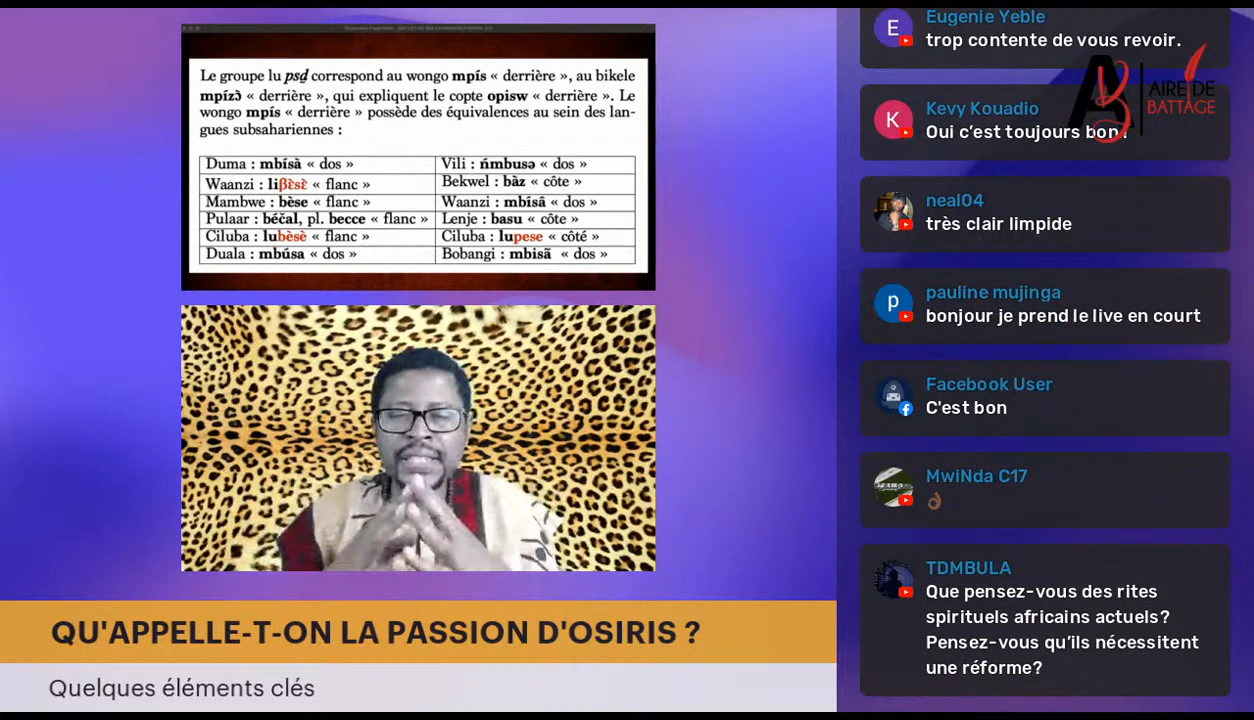 Le groupe lu psḏ correspond au wongo mpís « derrière », au bikele
mpízɔ̀ « derrière », qui expliquent le copte opisw « derrière ». Le
wongo mpís « derrière » possède des équivalences au sein des lan-
gues subsahariennes :
Duma : mbísà « dos »
Vili : ńmbusə « dos »
Waanzi : liβɛ̀sɛ̀ « flanc »
Bekwel : bàz « côte »
Mambwe : bèse « flanc »
Waanzi : mbísâ « dos »
Pulaar : béčal, pl. becce « flanc »
Lenje : basu « côte »
Ciluba : lubèsè « flanc »
Ciluba : lupese « côté »
Duala : mbúsa « dos »
Bobangi : mbisã « dos »
QU'APPELLE-T-ON LA PASSION D'OSIRIS ?
Quelques éléments clés
E
Eugenie Yeble
trop contente de vous revoir.
AB
AIRE DE
BATTAGE
K
Kevy Kouadio
Oui c’est toujours bon!
neal04
très clair limpide
p
pauline mujinga
bonjour je prend le live en court
Facebook User
C'est bon
MwiNda C17
👌🏾
TDMBULA
Que pensez-vous des rites
spirituels africains actuels?
Pensez-vous qu’ils nécessitent
une réforme?